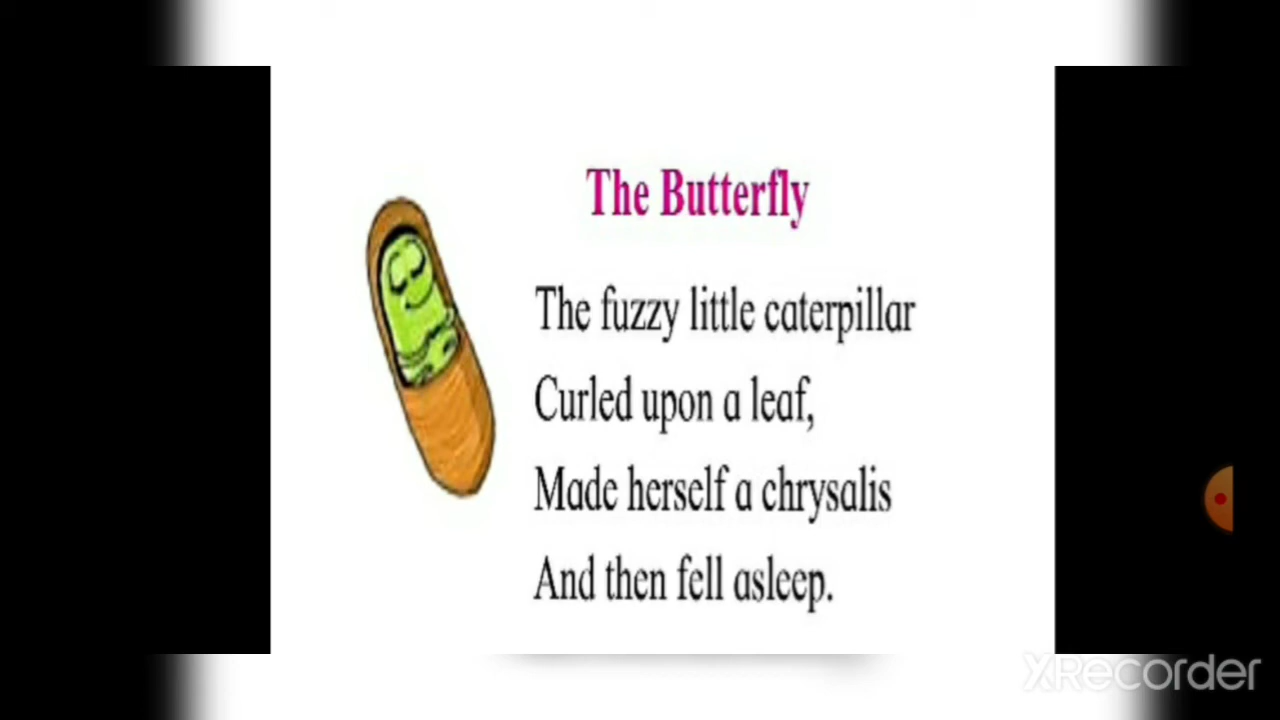 The Butterfly
The fuzzy little caterpillar
Curled upon a leaf,
Made herself a chrysalis
And then fell asleep.
XRecorder